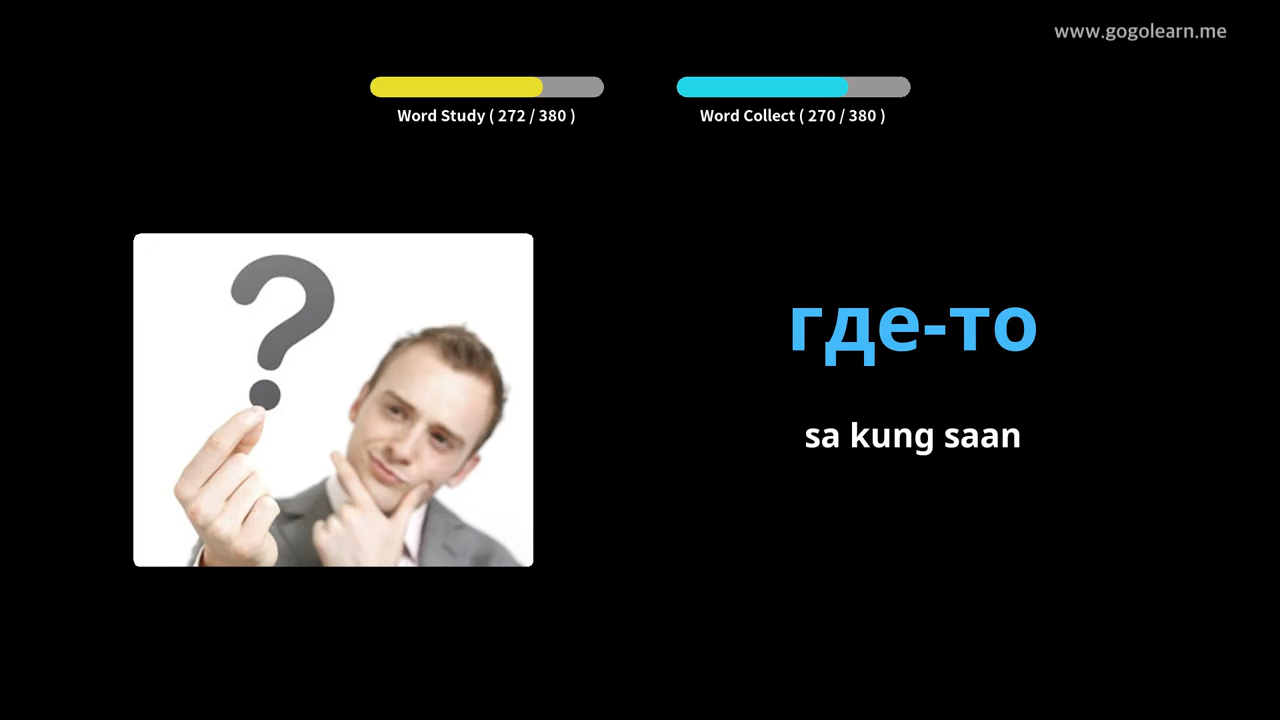 www.gogolearn.me
Word Study ( 272 / 380 )
Word Collect ( 270 / 380 )
где-то
sa kung saan